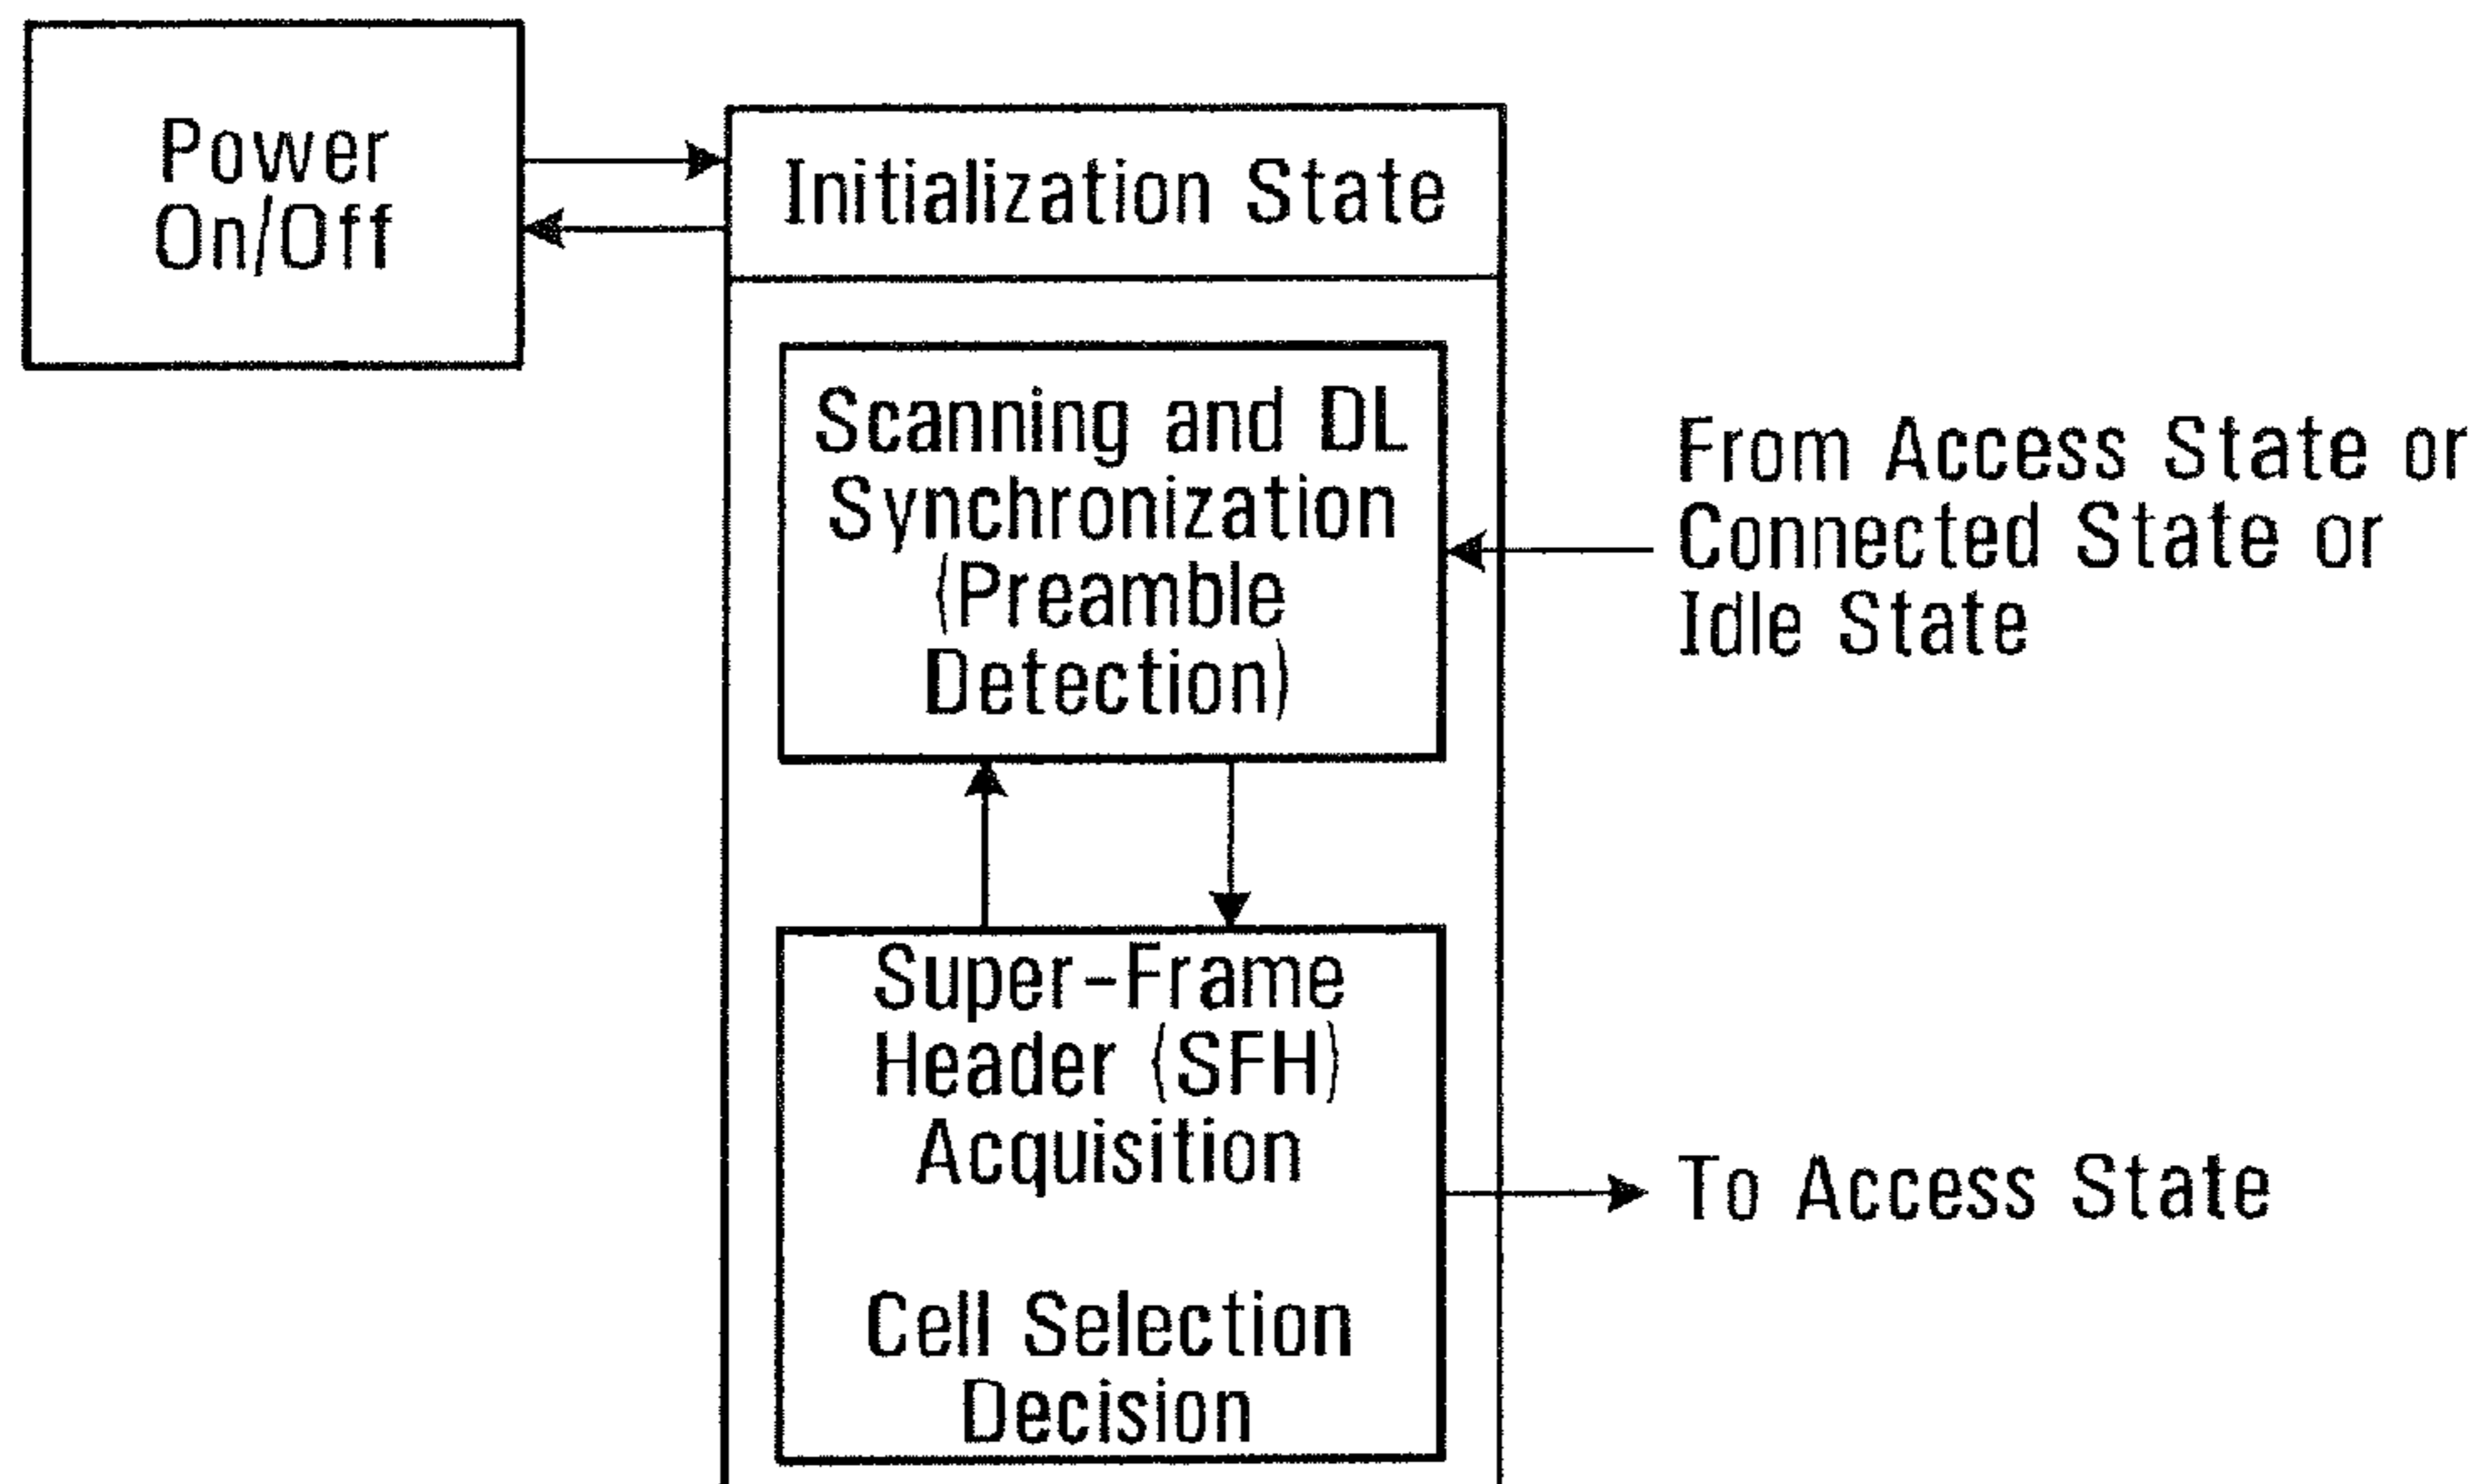 Power
On/Off
Initialization State
Scanning and DL
Synchronization
(Preamble
Detection)
From Access State or
Connected State or
Idle State
Super-Frame
Header (SFH)
Acquisition
Cell Selection
Decision
To Access State